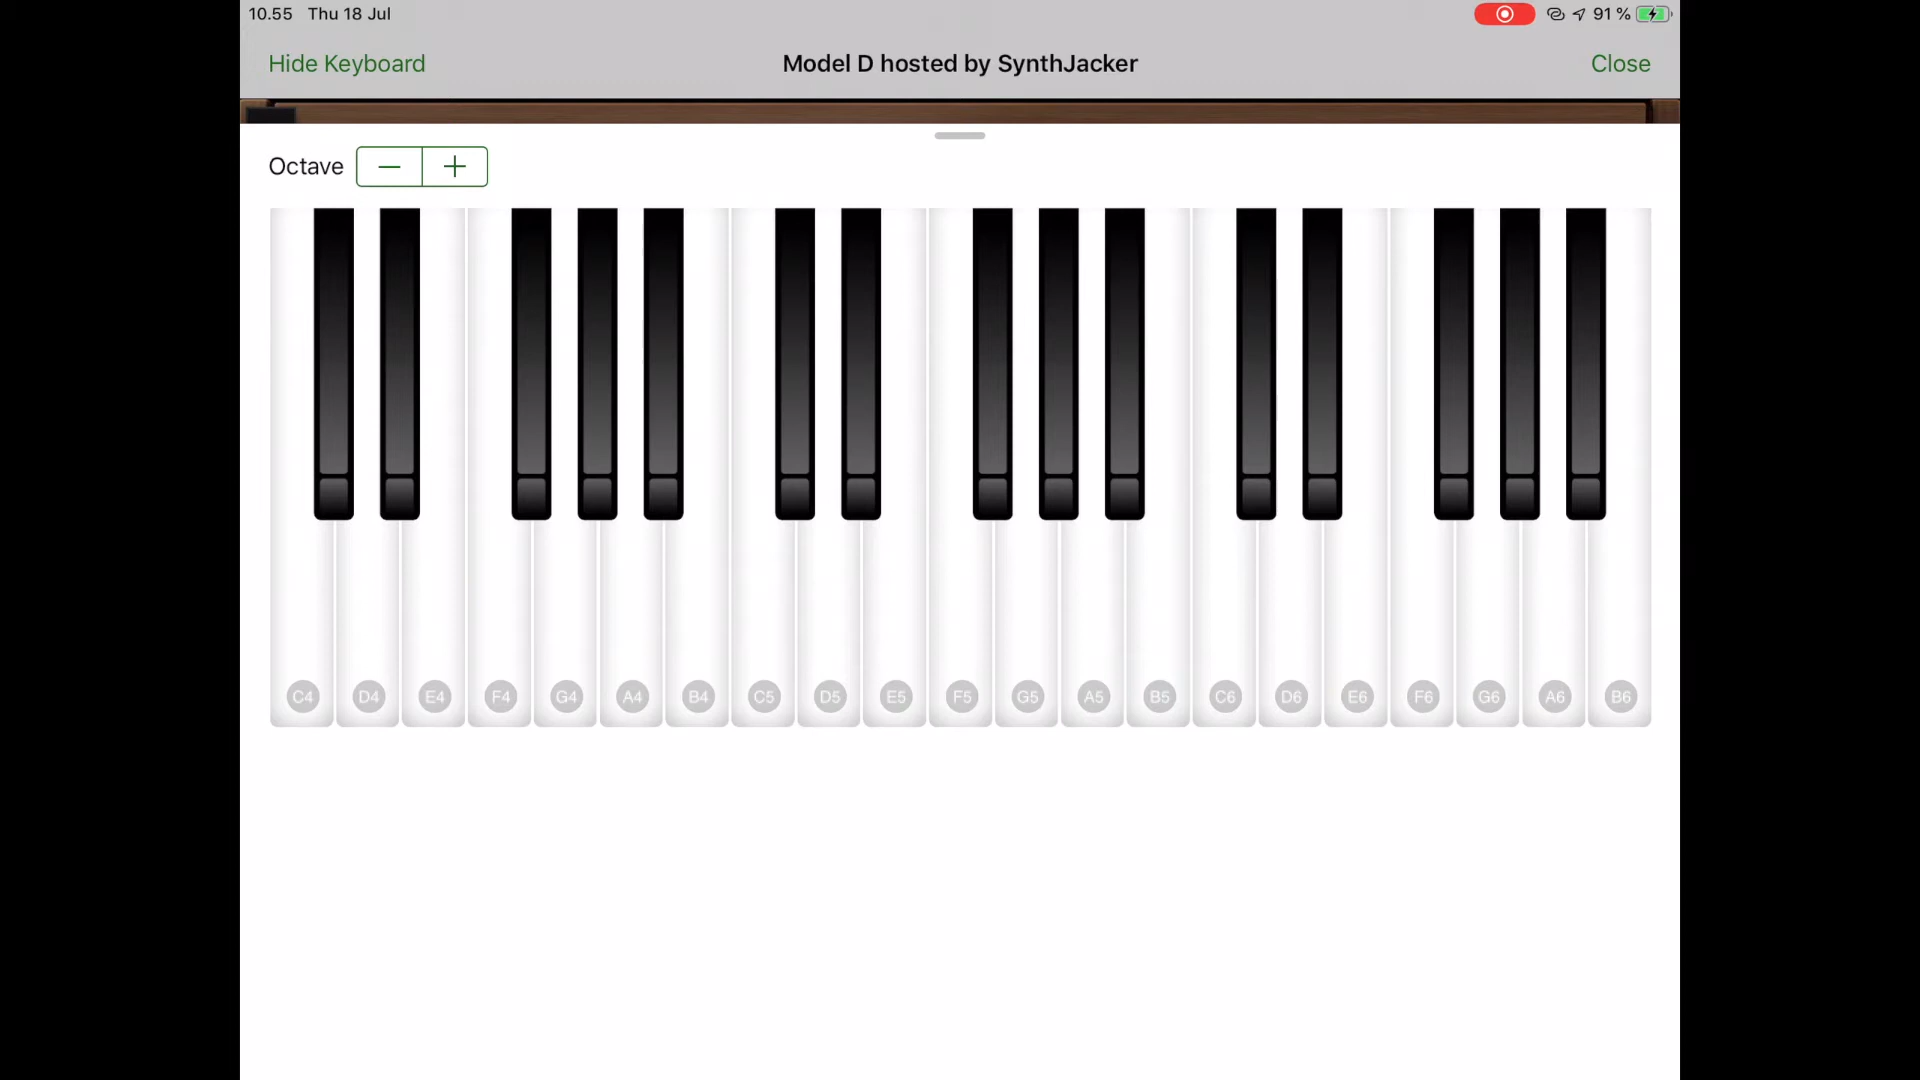 10.55 Thu 18 Jul 91 %
Hide Keyboard Model D hosted by SynthJacker Close
Octave − +
C4 D4 E4 F4 G4 A4 B4 C5 D5 E5 F5 G5 A5 B5 C6 D6 E6 F6 G6 A6 B6